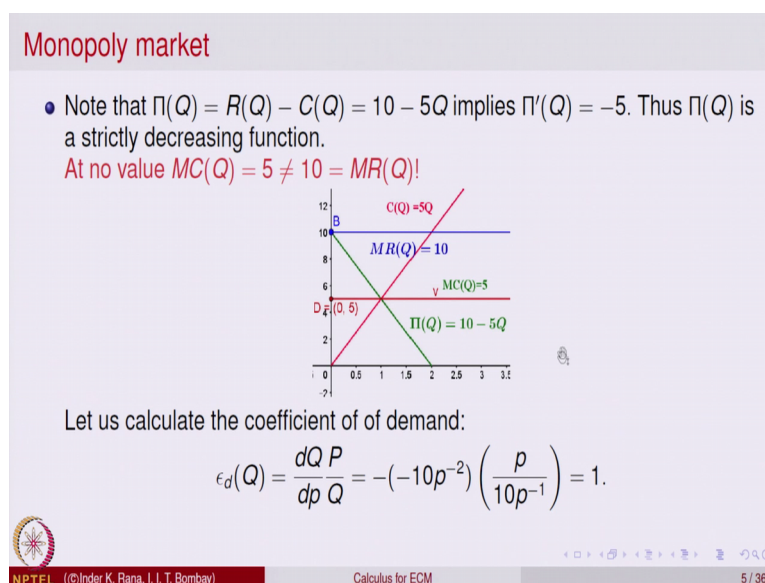 Monopoly market
Note that Π(Q) = R(Q) − C(Q) = 10 − 5Q implies Π′(Q) = −5. Thus Π(Q) is
a strictly decreasing function.
At no value MC(Q) = 5 ≠ 10 = MR(Q)!
12
C(Q) =5Q
B
10
MR(Q) = 10
8
6
MC(Q)=5
V
D = (0, 5)
4
Π(Q) = 10 − 5Q
2
0 0.5 1 1.5 2 2.5 3 3.5
-2
Let us calculate the coefficient of of demand:
ϵd(Q) = dQ/dp P/Q = −(−10p⁻²) (p/10p⁻¹) = 1.
NPTEL (©Inder K. Rana, I. I. T. Bombay) Calculus for ECM 5 / 36